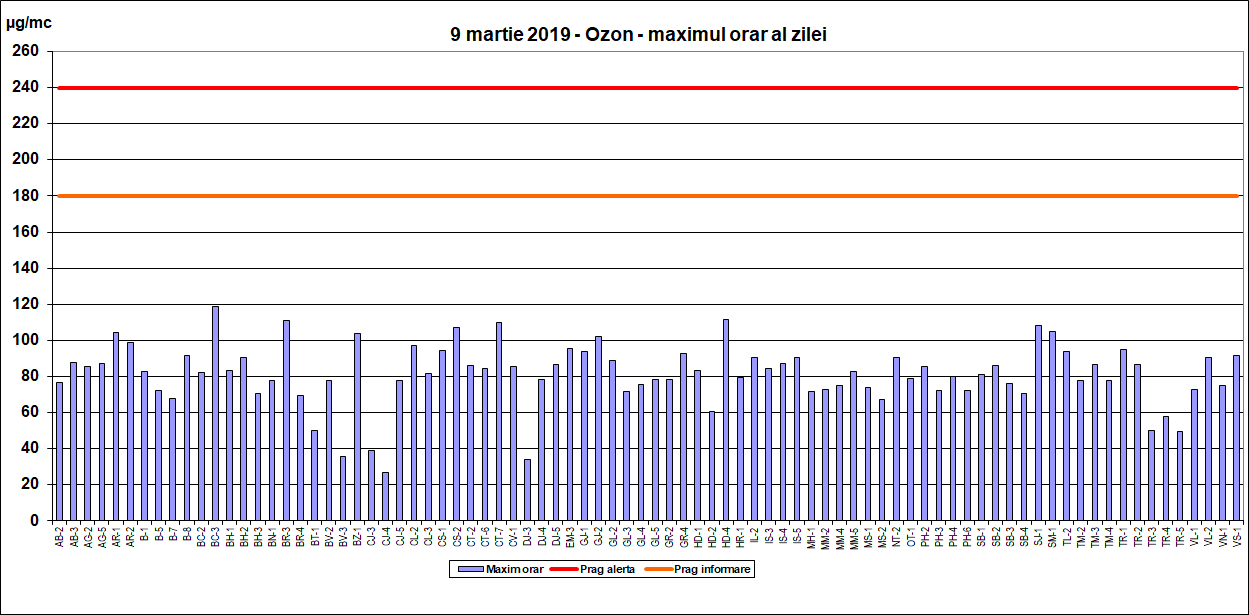 µg/mc
9 martie 2019 - Ozon - maximul orar al zilei
260
240
220
200
180
160
140
120
100
80
60
40
20
0
AB-2
AB-3
AG-2
AG-5
AR-1
AR-2
B-1
B-5
B-7
B-8
BC-2
BC-3
BH-1
BH-2
BH-3
BN-1
BR-3
BR-4
BT-1
BV-2
BV-3
BZ-1
CJ-3
CJ-4
CJ-5
CL-2
CL-3
CS-1
CS-2
CT-2
CT-6
CT-7
CV-1
DJ-3
DJ-4
DJ-5
EM-3
GJ-1
GJ-2
GL-2
GL-3
GL-4
GL-5
GR-2
GR-4
HD-1
HD-2
HD-4
HR-1
IL-2
IS-3
IS-4
IS-5
MH-1
MM-2
MM-4
MM-5
MS-1
MS-2
NT-2
OT-1
PH-2
PH-3
PH-4
PH-6
SB-1
SB-2
SB-3
SB-4
SJ-1
SM-1
TL-2
TM-2
TM-3
TM-4
TR-1
TR-2
TR-3
TR-4
TR-5
VL-1
VL-2
VN-1
VS-1
Maxim orar Prag alerta Prag informare